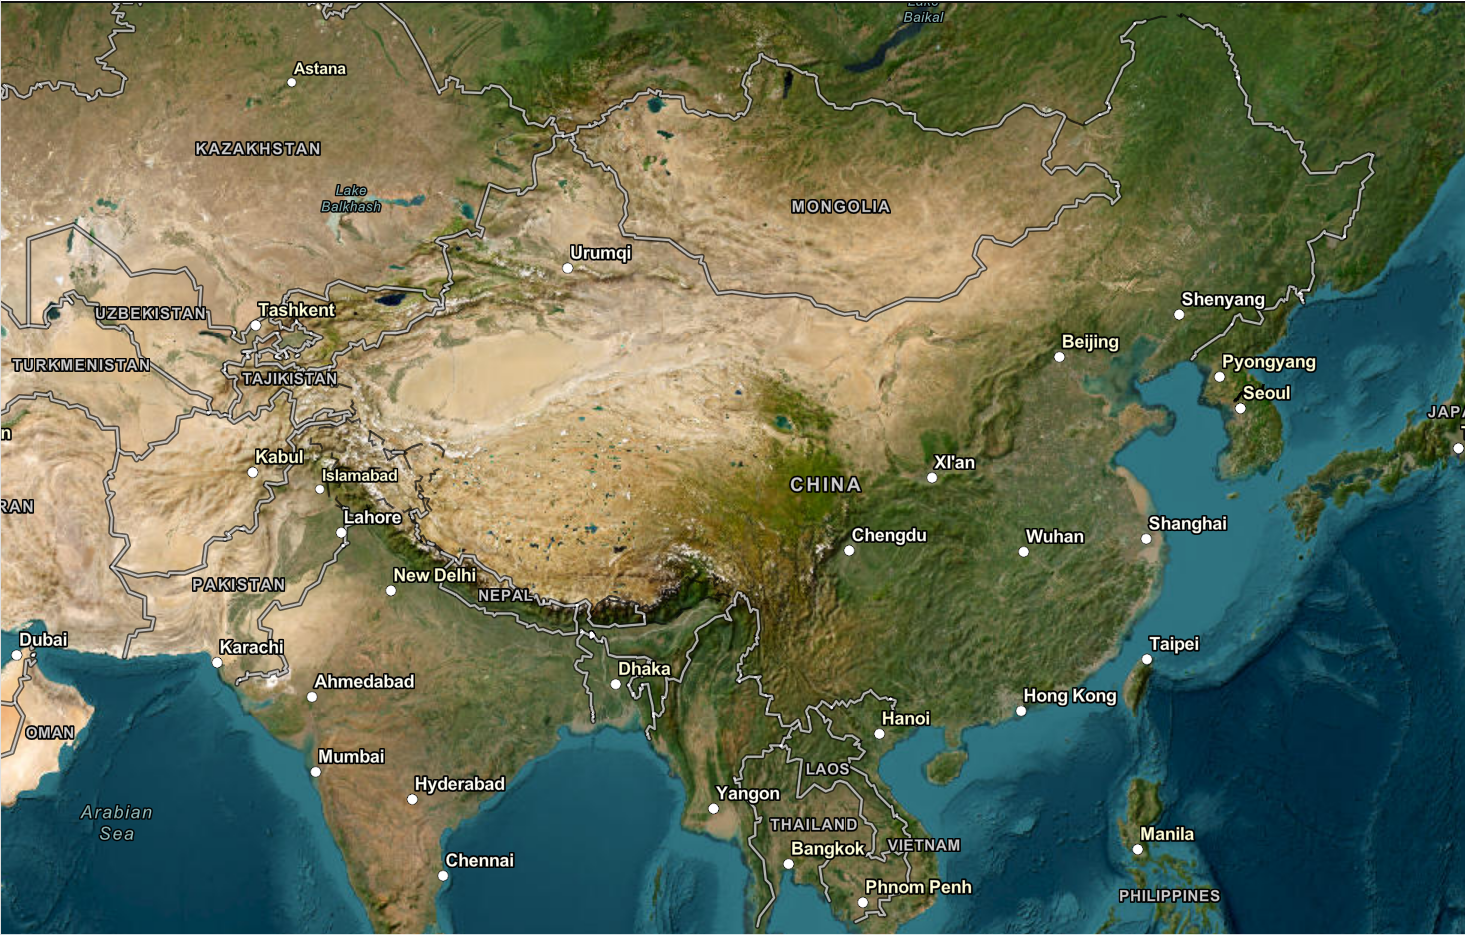 Lake
Baikal
Astana
KAZAKHSTAN
Lake
Balkhash
MONGOLIA
Urumqi
Shenyang
Tashkent
UZBEKISTAN
Beijing
Pyongyang
TURKMENISTAN
TAJIKISTAN
Seoul
JAPA
n
Kabul
XI'an
Islamabad
CHINA
RAN
Lahore
Shanghai
Chengdu
Wuhan
New Delhi
PAKISTAN
NEPAL
Dubai
Karachi
Taipei
Dhaka
Ahmedabad
Hong Kong
Hanoi
OMAN
Mumbai
LAOS
Hyderabad
Yangon
Arabian
Sea
THAILAND
Manila
VIETNAM
Bangkok
Chennai
Phnom Penh
PHILIPPINES